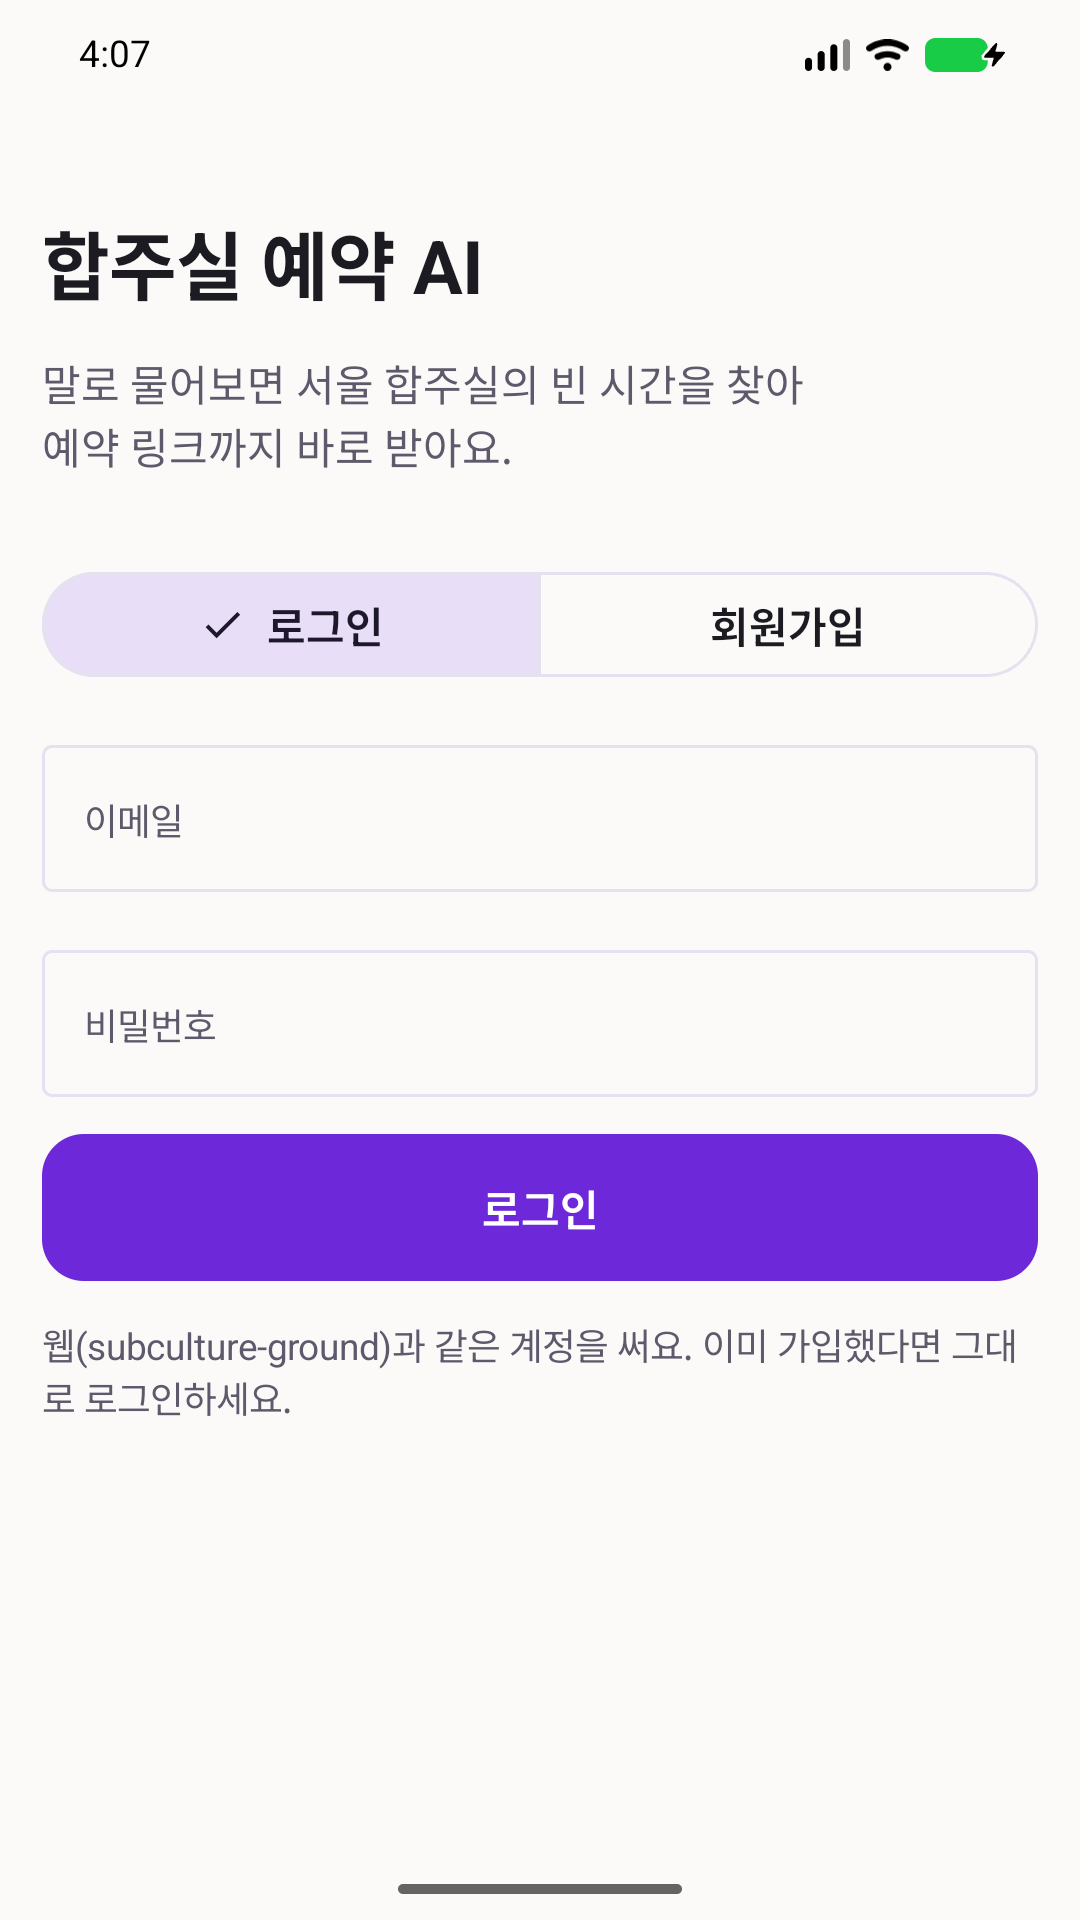 4:07
합주실 예약 AI
말로 물어보면 서울 합주실의 빈 시간을 찾아
예약 링크까지 바로 받아요.
로그인
회원가입
이메일
비밀번호
로그인
웹(subculture-ground)과 같은 계정을 써요. 이미 가입했다면 그대
로 로그인하세요.